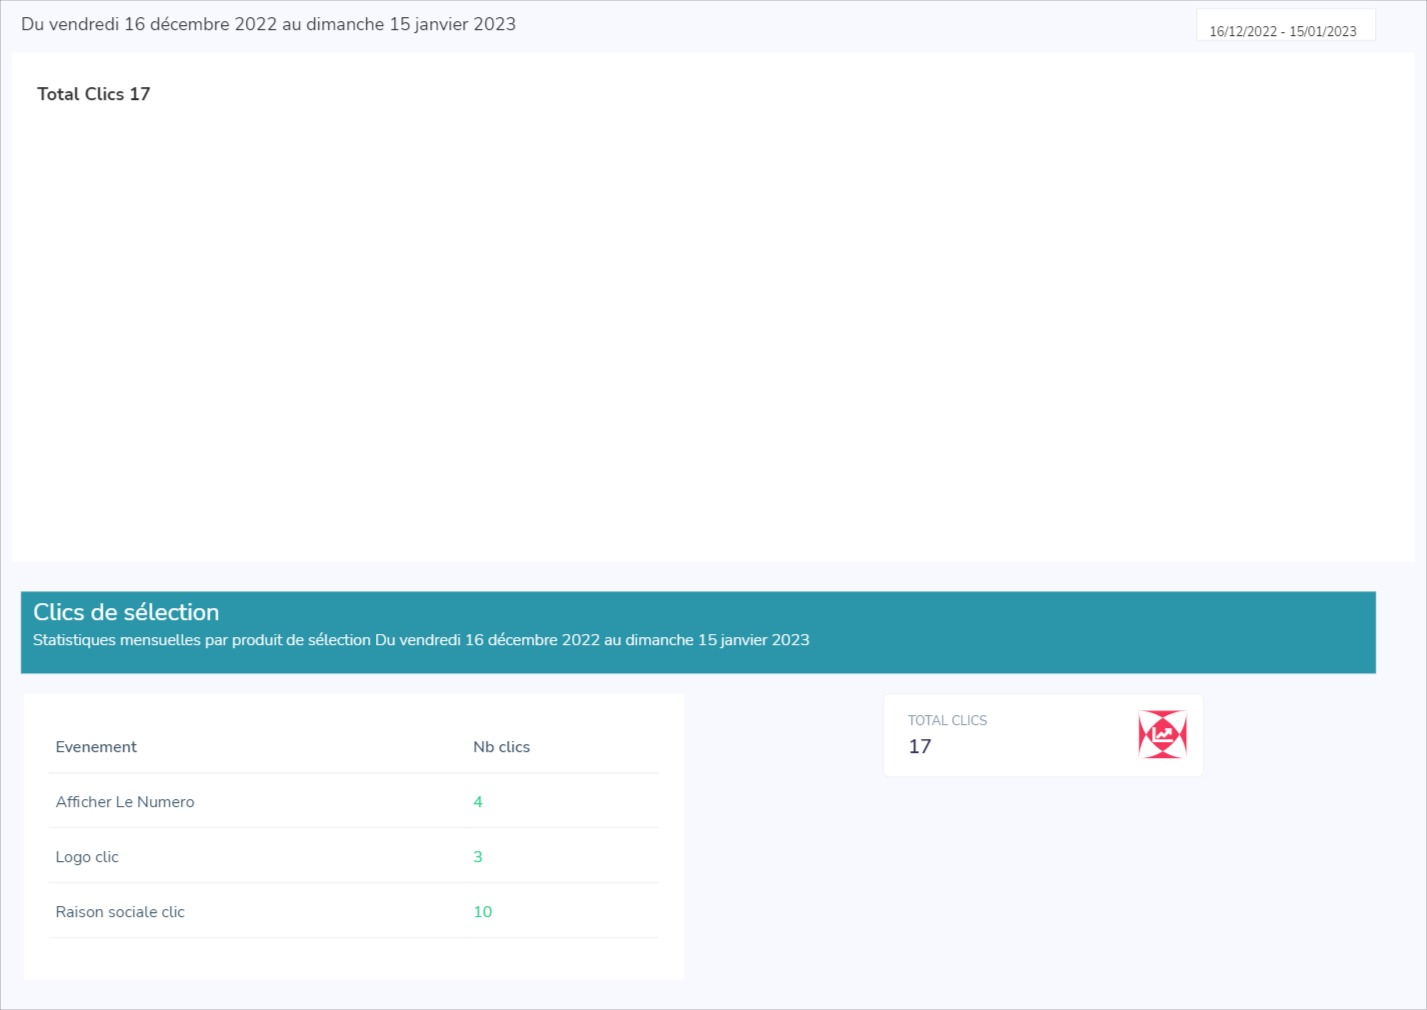 Du vendredi 16 décembre 2022 au dimanche 15 janvier 2023
16/12/2022 - 15/01/2023
Total Clics 17
Clics de sélection
Statistiques mensuelles par produit de sélection Du vendredi 16 décembre 2022 au dimanche 15 janvier 2023
TOTAL CLICS
17
Evenement Nb clics
Afficher Le Numero 4
Logo clic 3
Raison sociale clic 10